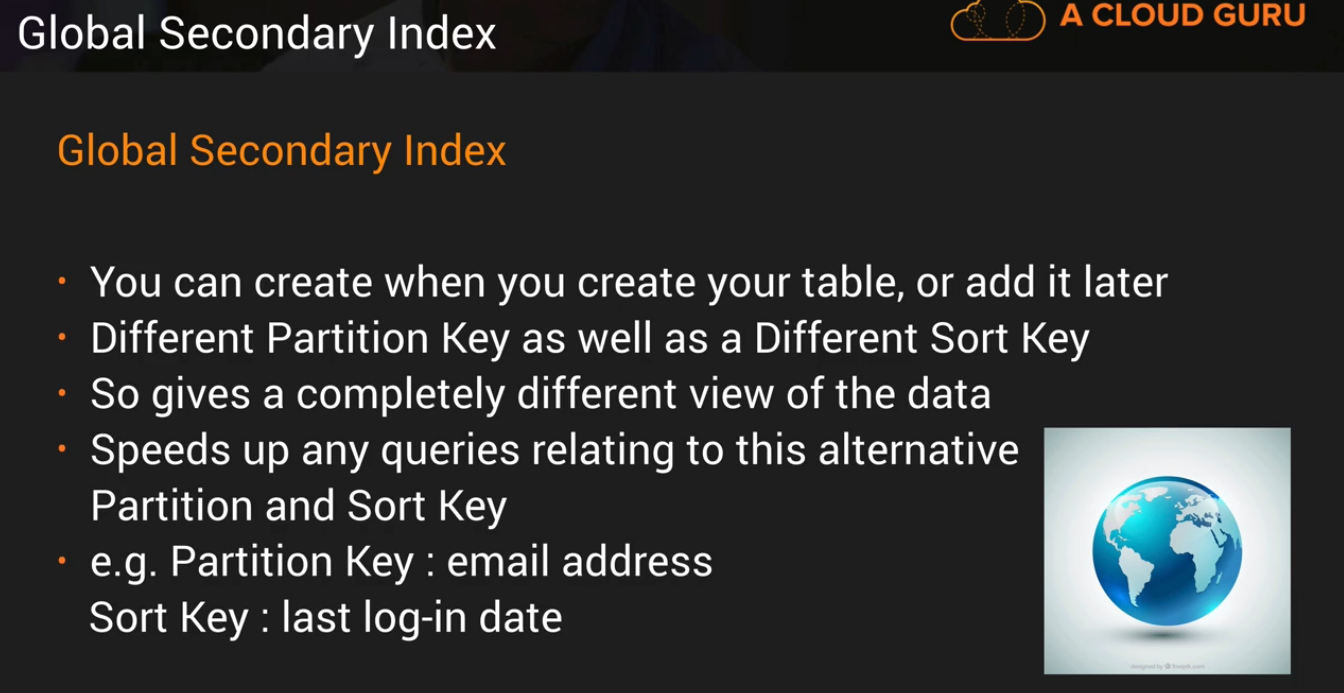 Global Secondary Index
A CLOUD GURU
Global Secondary Index
• You can create when you create your table, or add it later
• Different Partition Key as well as a Different Sort Key
• So gives a completely different view of the data
• Speeds up any queries relating to this alternative
Partition and Sort Key
• e.g. Partition Key : email address
Sort Key : last log-in date
designed by freepik.com